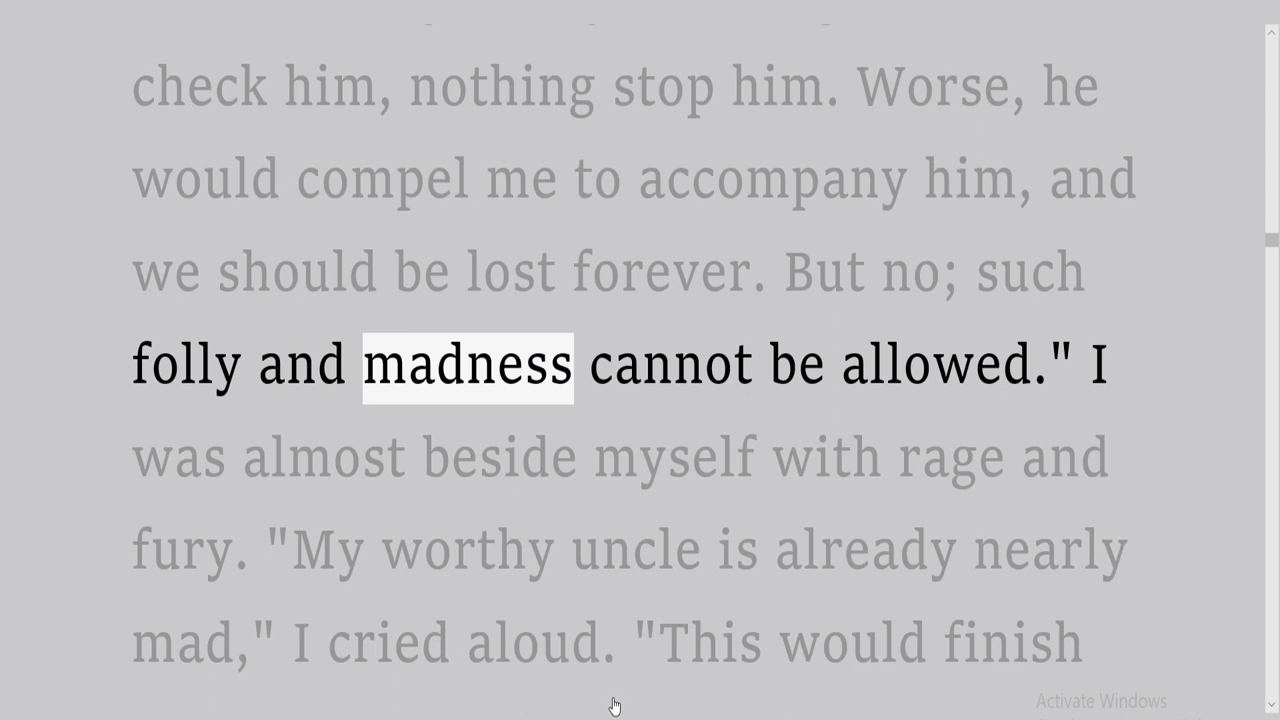 check him, nothing stop him. Worse, he
would compel me to accompany him, and
we should be lost forever. But no; such
folly and madness cannot be allowed." I
was almost beside myself with rage and
fury. "My worthy uncle is already nearly
mad," I cried aloud. "This would finish
Activate Windows